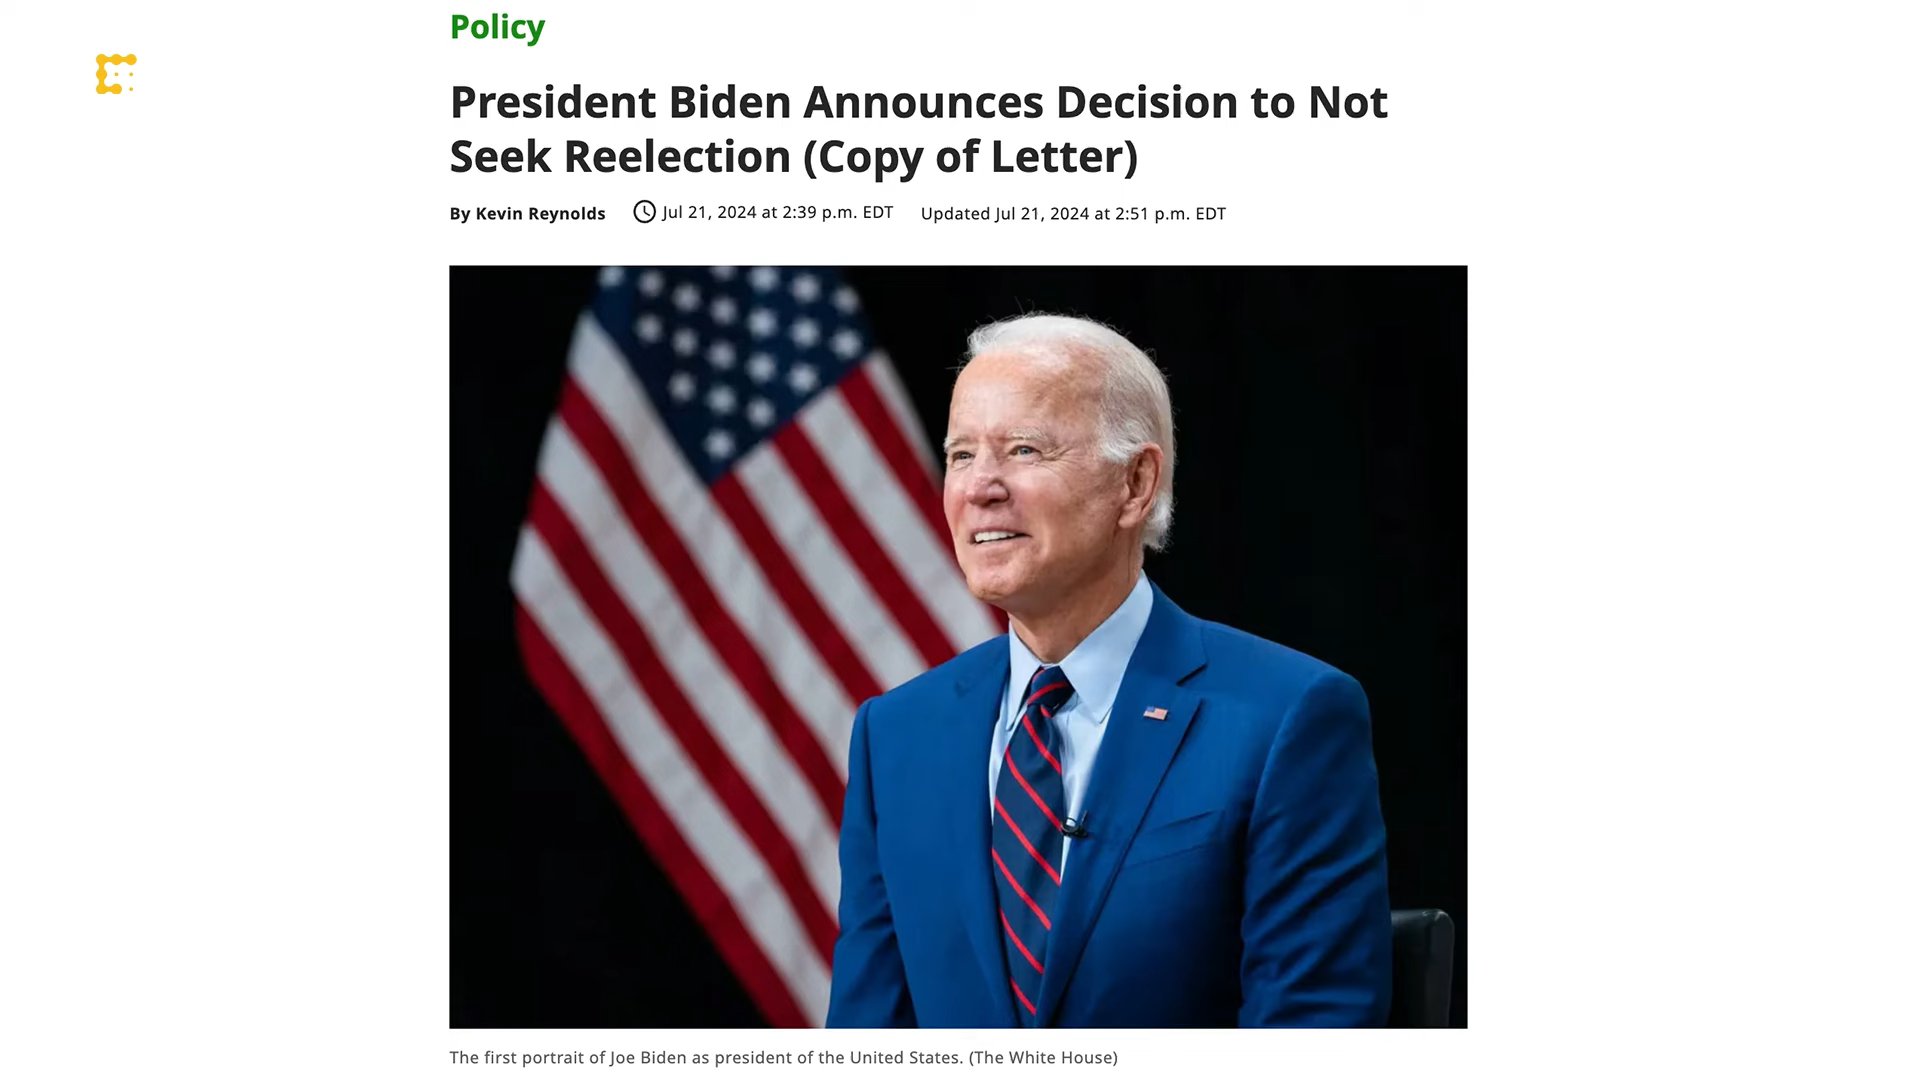 Policy
President Biden Announces Decision to Not
Seek Reelection (Copy of Letter)
By Kevin Reynolds Jul 21, 2024 at 2:39 p.m. EDT Updated Jul 21, 2024 at 2:51 p.m. EDT
The first portrait of Joe Biden as president of the United States. (The White House)